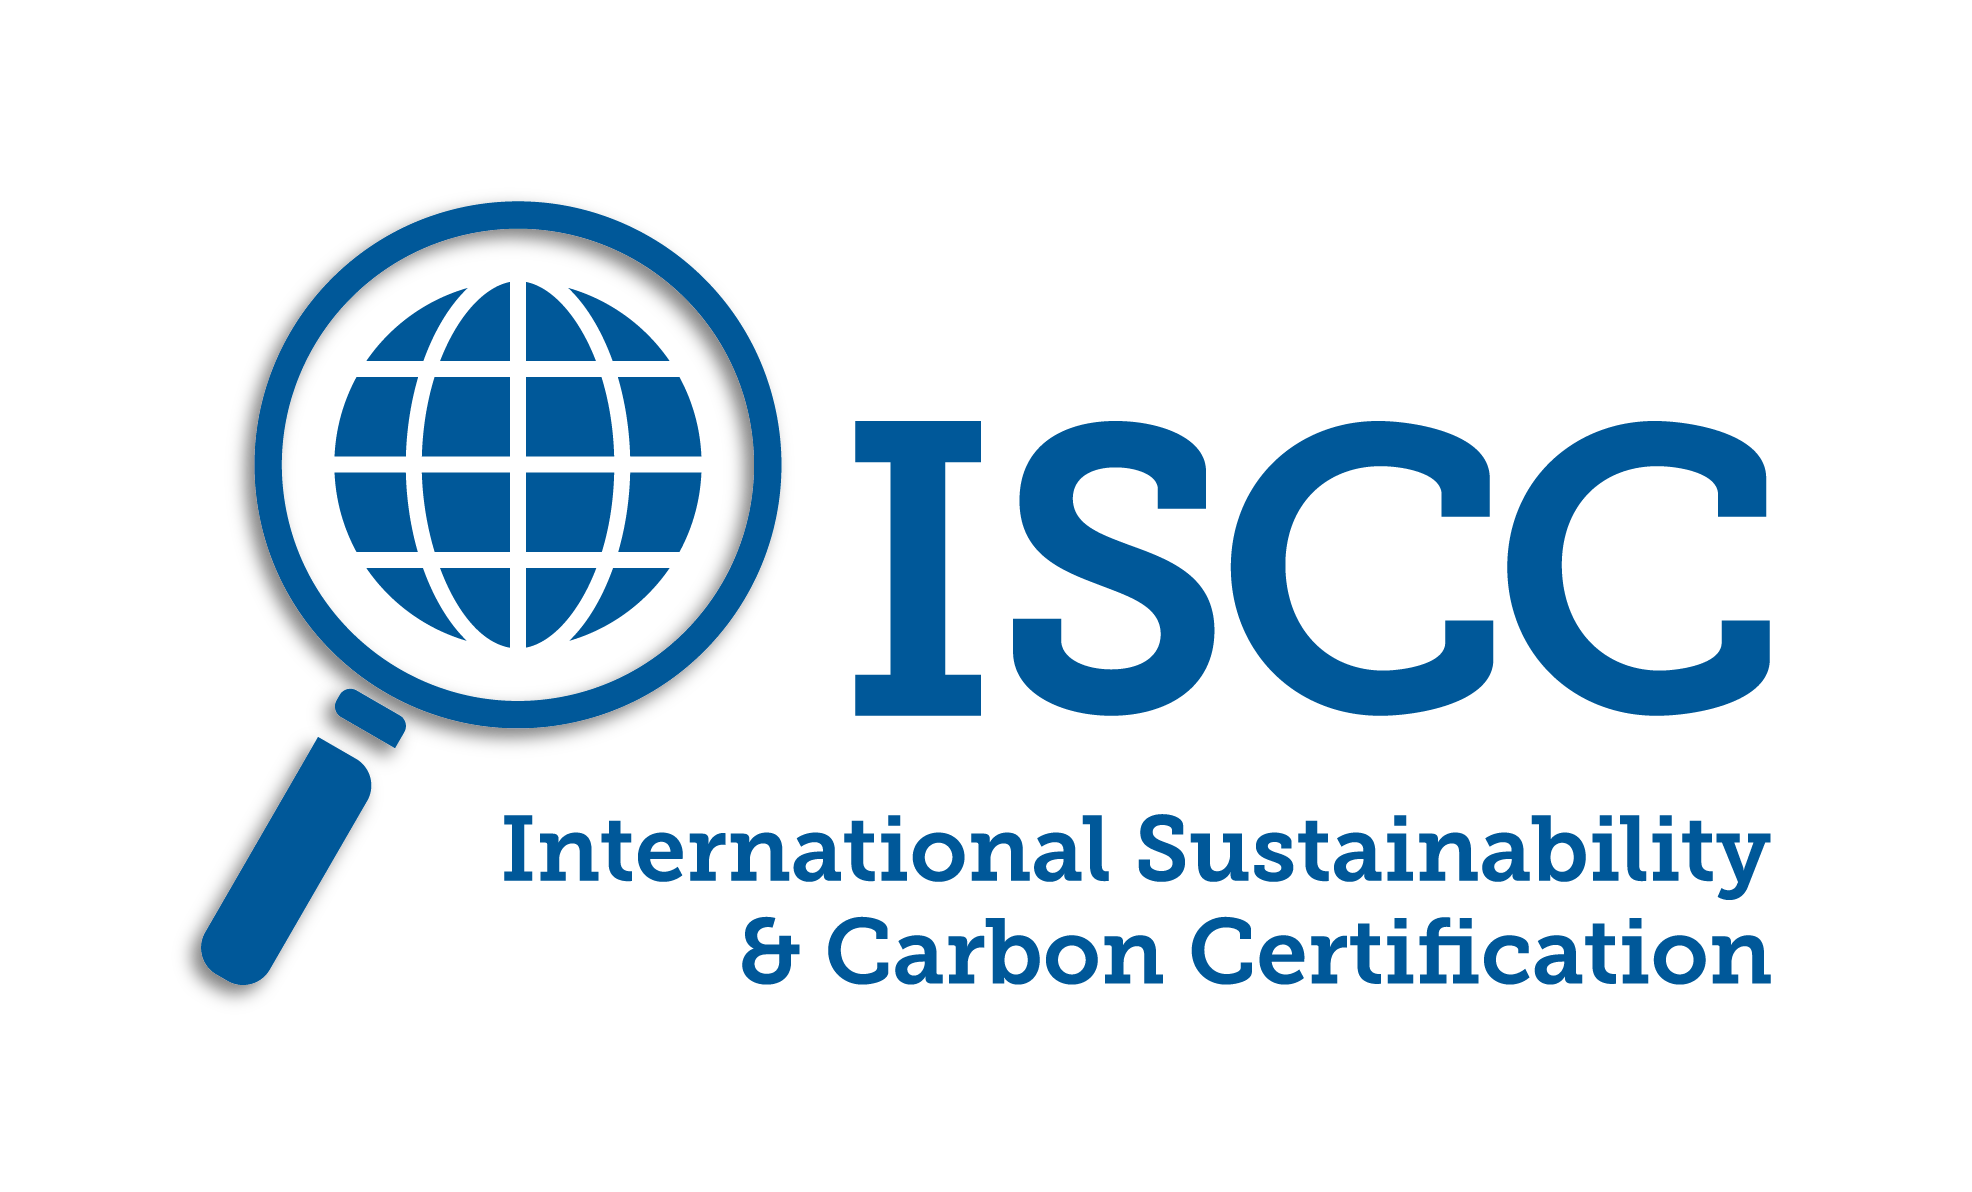 ISCC
International Sustainability
& Carbon Certification